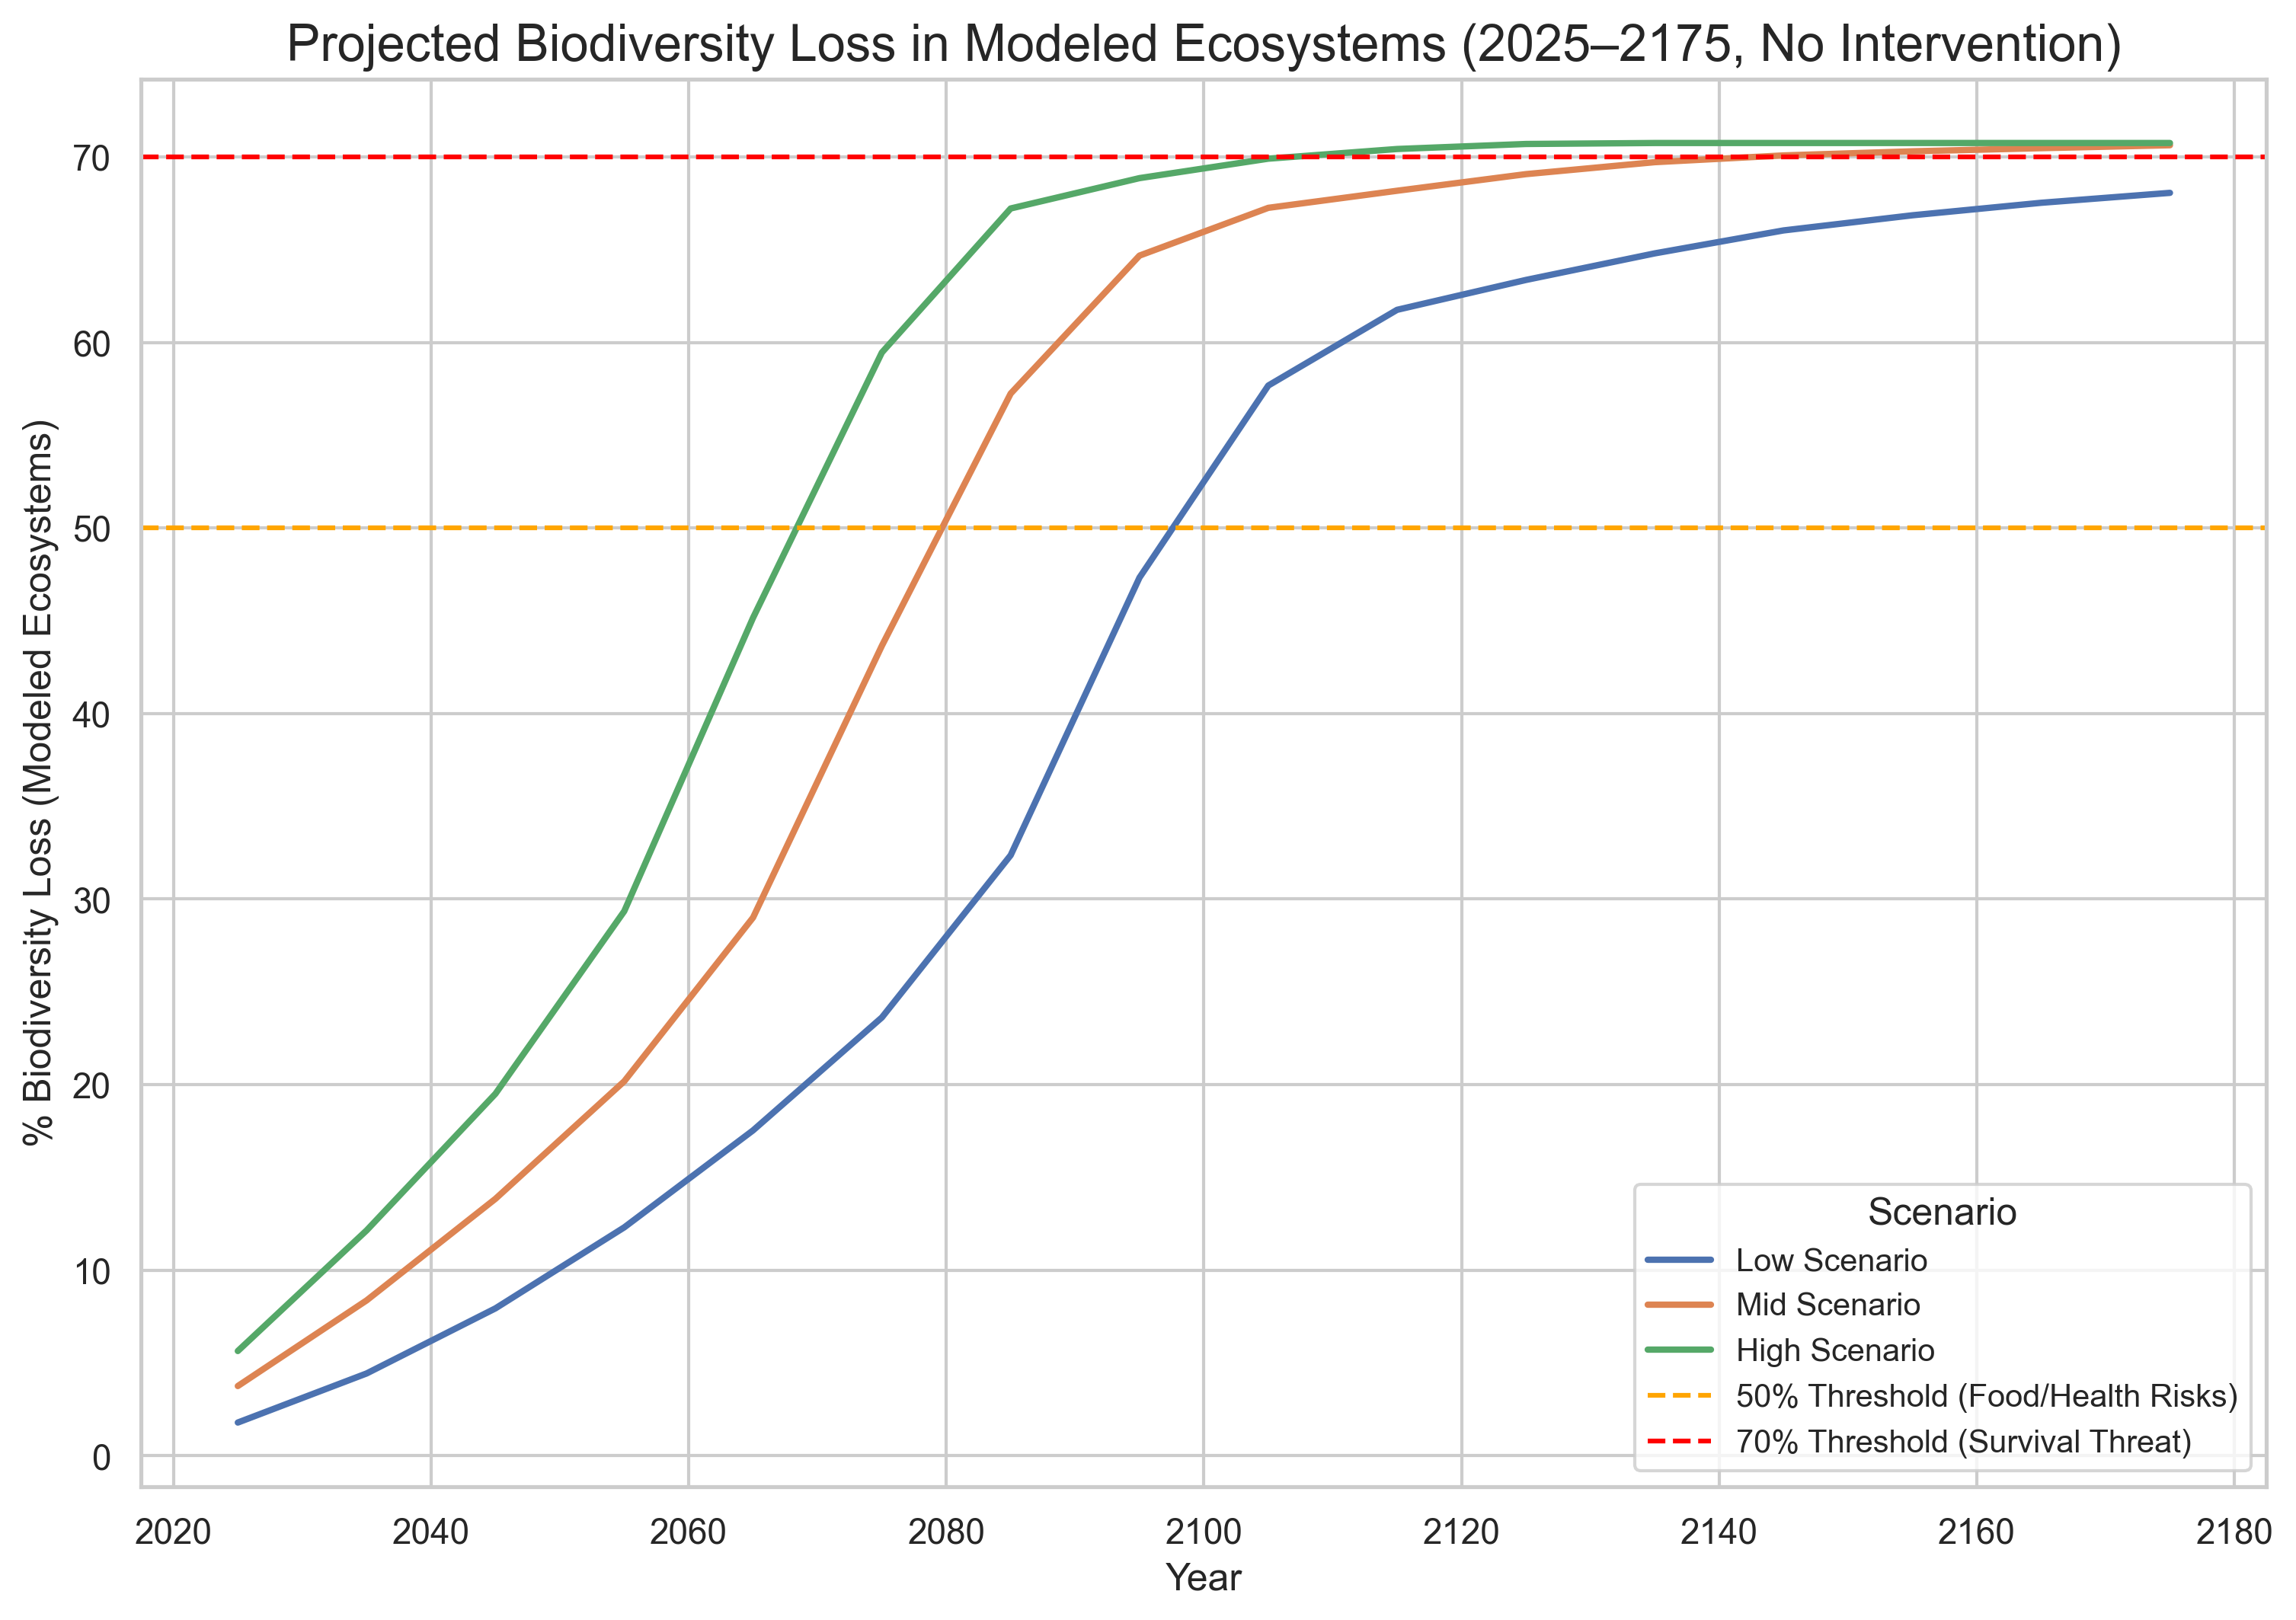 Projected Biodiversity Loss in Modeled Ecosystems (2025–2175, No Intervention)
% Biodiversity Loss (Modeled Ecosystems)
70
60
50
40
30
20
10
0
Scenario
Low Scenario
Mid Scenario
High Scenario
50% Threshold (Food/Health Risks)
70% Threshold (Survival Threat)
2020 2040 2060 2080 2100 2120 2140 2160 2180
Year